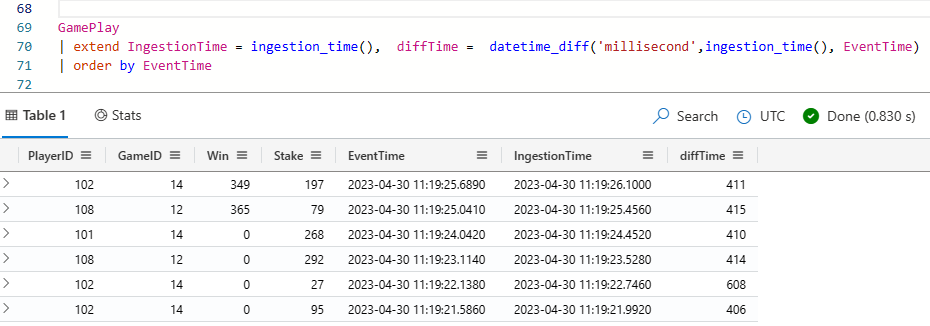 68
69 GamePlay
70 | extend IngestionTime = ingestion_time(),  diffTime =  datetime_diff('millisecond',ingestion_time(), EventTime)
71 | order by EventTime
72
Table 1 Stats Search UTC Done (0.830 s)
PlayerID GameID Win Stake EventTime IngestionTime diffTime
102 14 349 197 2023-04-30 11:19:25.6890 2023-04-30 11:19:26.1000 411
108 12 365 79 2023-04-30 11:19:25.0410 2023-04-30 11:19:25.4560 415
101 14 0 268 2023-04-30 11:19:24.0420 2023-04-30 11:19:24.4520 410
108 12 0 292 2023-04-30 11:19:23.1140 2023-04-30 11:19:23.5280 414
102 14 0 27 2023-04-30 11:19:22.1380 2023-04-30 11:19:22.7460 608
102 14 0 95 2023-04-30 11:19:21.5860 2023-04-30 11:19:21.9920 406